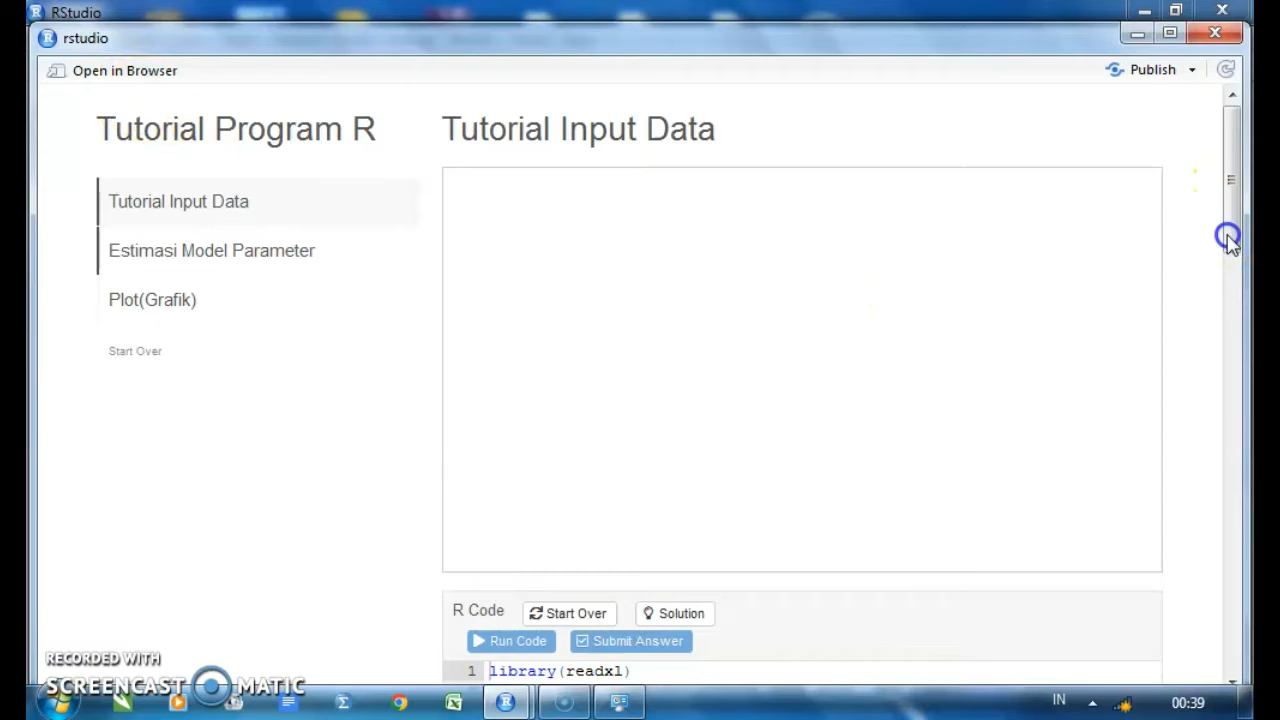 RStudio
rstudio
Open in Browser
Publish
Tutorial Program R
Tutorial Input Data
Estimasi Model Parameter
Plot(Grafik)
Start Over
Tutorial Input Data
R Code
Start Over
Solution
Run Code
Submit Answer
1 library(readxl)
RECORDED WITH
SCREENCAST MATIC
IN
00:39